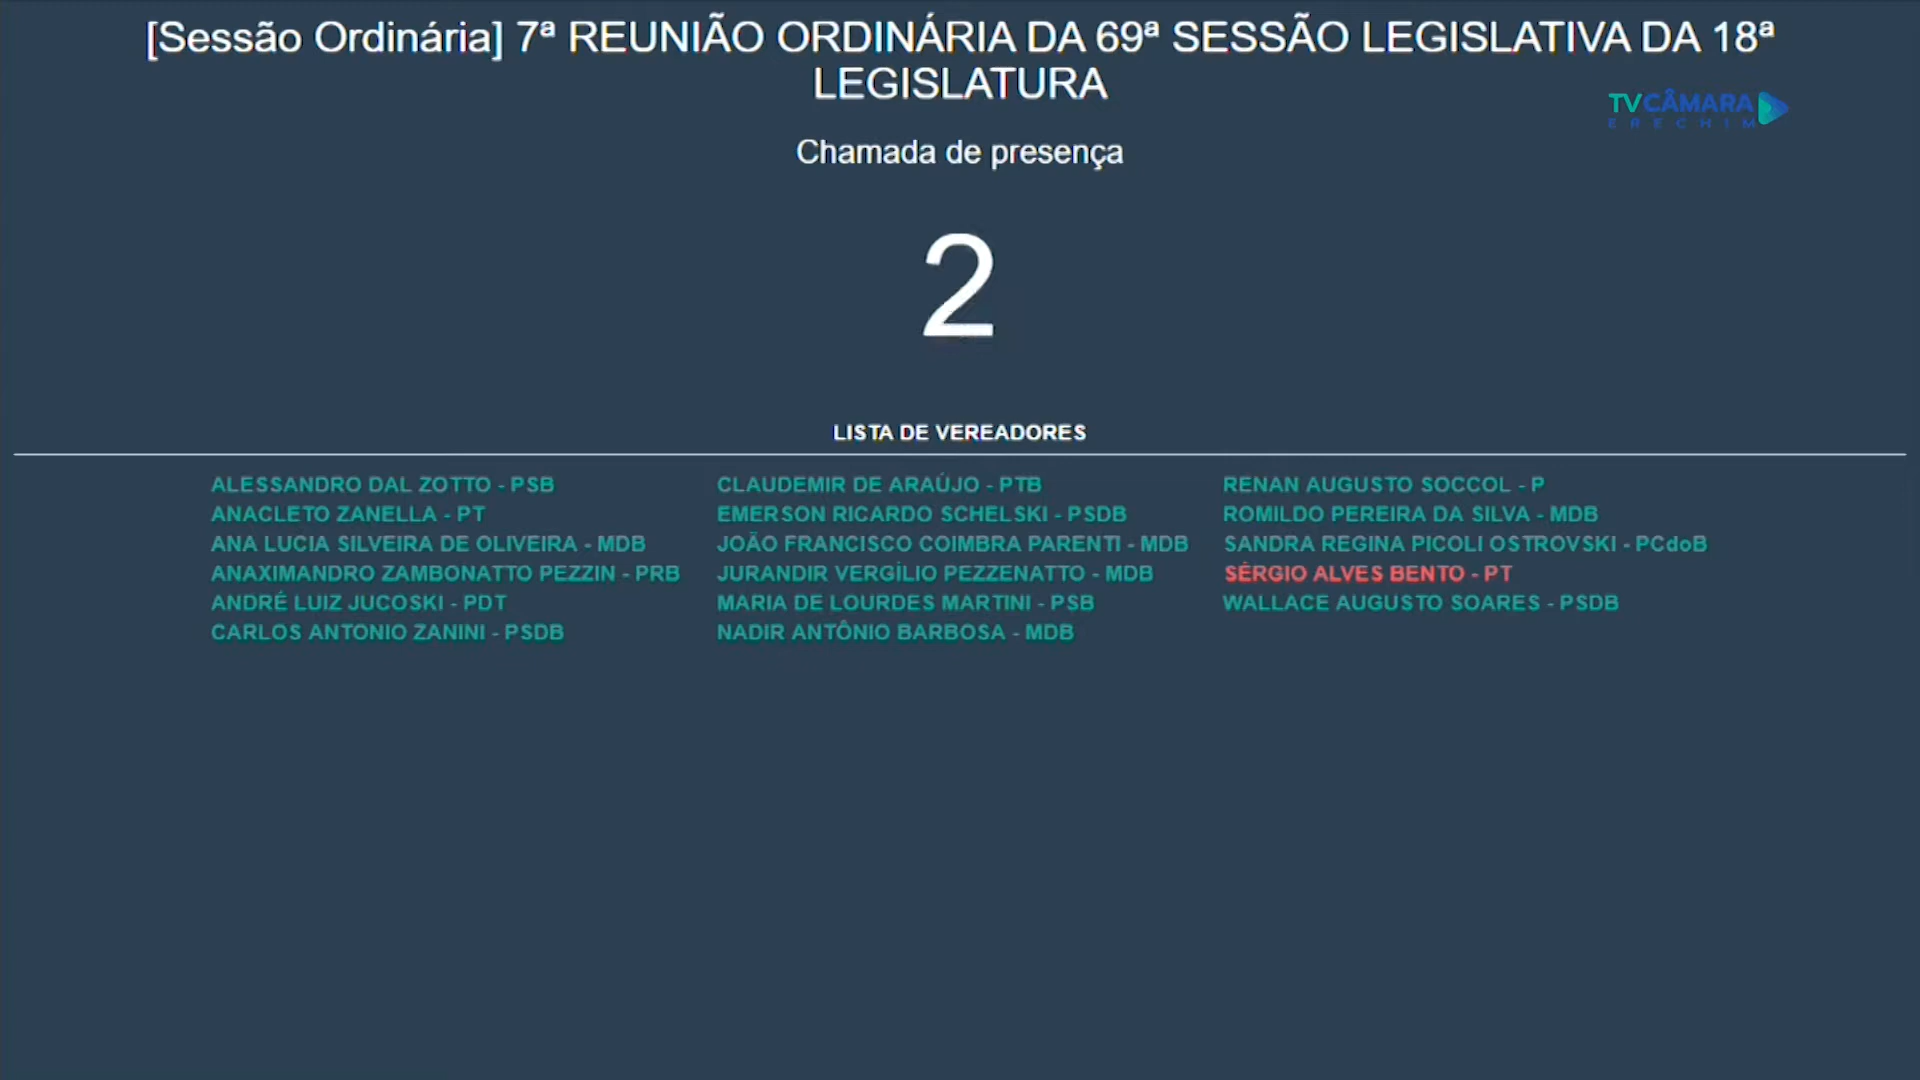 [Sessão Ordinária] 7ª REUNIÃO ORDINÁRIA DA 69ª SESSÃO LEGISLATIVA DA 18ª
LEGISLATURA
TVCÂMARA
ERECHIM
Chamada de presença
2
LISTA DE VEREADORES
ALESSANDRO DAL ZOTTO - PSB
ANACLETO ZANELLA - PT
ANA LUCIA SILVEIRA DE OLIVEIRA - MDB
ANAXIMANDRO ZAMBONATTO PEZZIN - PRB
ANDRÉ LUIZ JUCOSKI - PDT
CARLOS ANTONIO ZANINI - PSDB
CLAUDEMIR DE ARAÚJO - PTB
EMERSON RICARDO SCHELSKI - PSDB
JOÃO FRANCISCO COIMBRA PARENTI - MDB
JURANDIR VERGÍLIO PEZZENATTO - MDB
MARIA DE LOURDES MARTINI - PSB
NADIR ANTÔNIO BARBOSA - MDB
RENAN AUGUSTO SOCCOL - P
ROMILDO PEREIRA DA SILVA - MDB
SANDRA REGINA PICOLI OSTROVSKI - PCdoB
SÉRGIO ALVES BENTO - PT
WALLACE AUGUSTO SOARES - PSDB